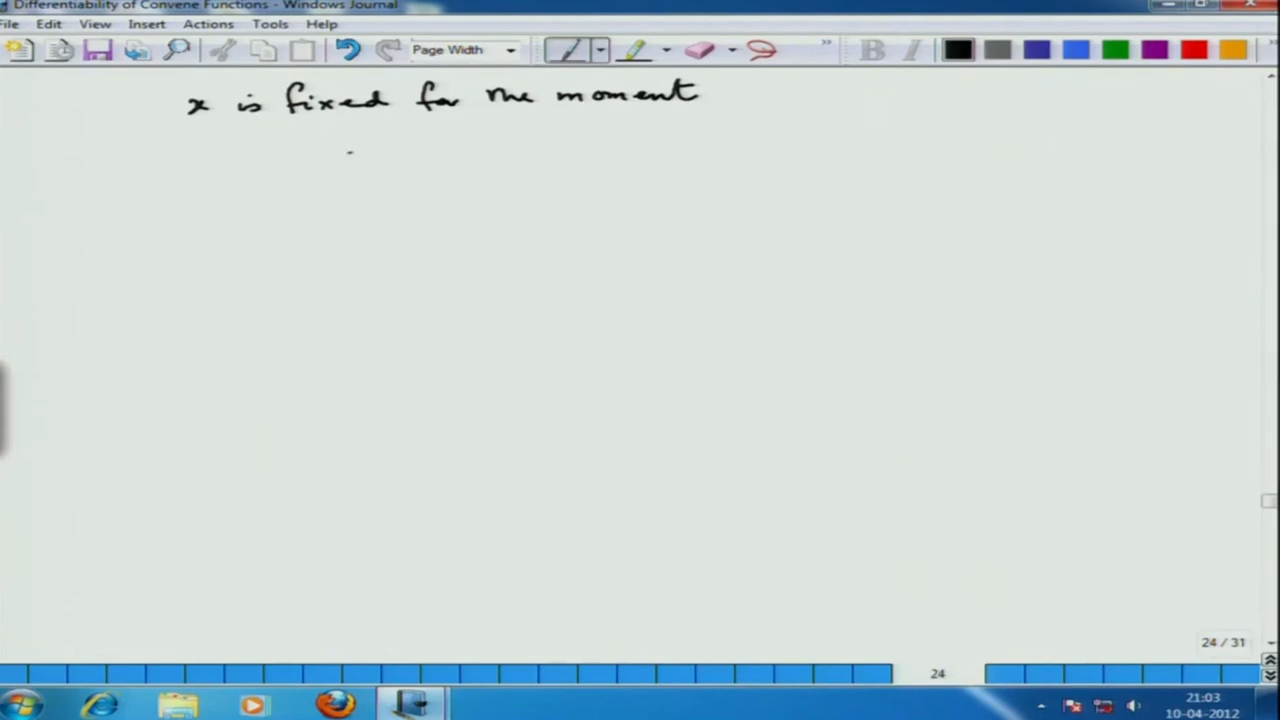 Differentiability of Convene Functions - Windows Journal
File Edit View Insert Actions Tools Help
Page Width
B I
x is fixed for the moment
24 / 31
24
21:03
10-04-2012